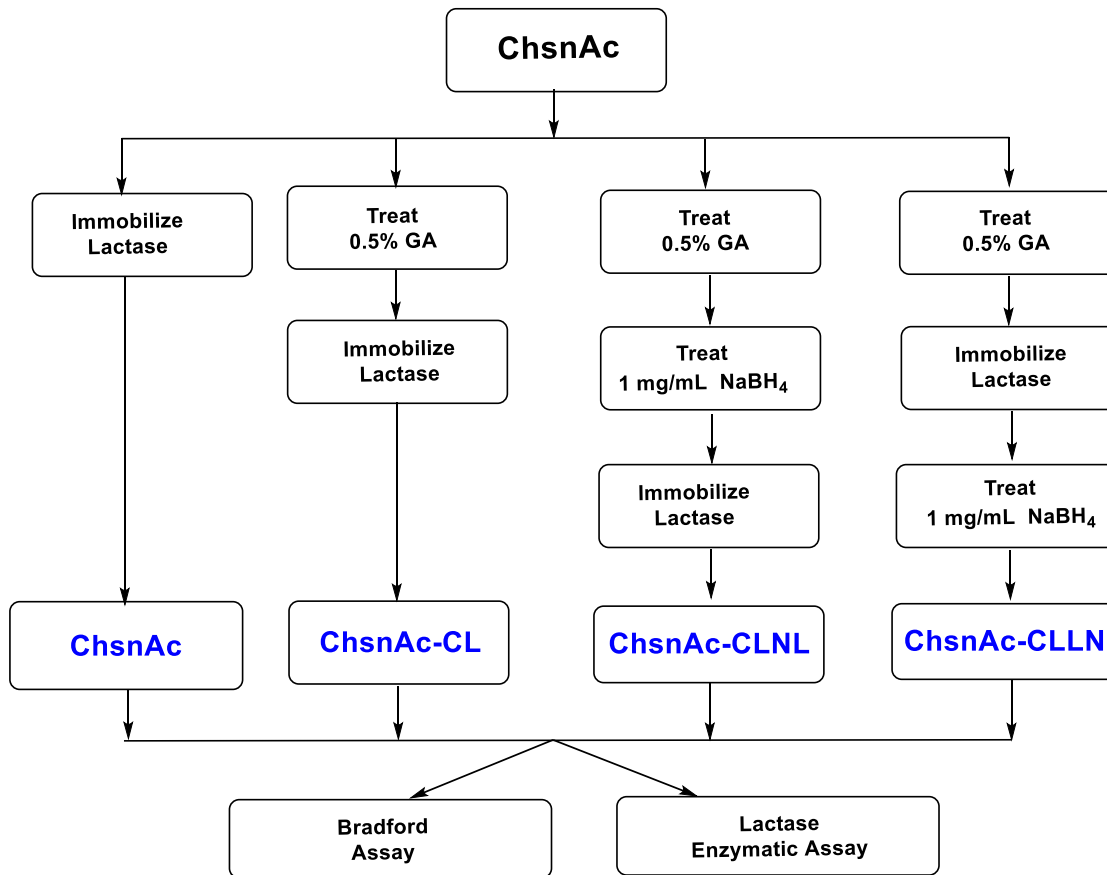 ChsnAc
Immobilize
Lactase
Treat
0.5% GA
Treat
0.5% GA
Treat
0.5% GA
Immobilize
Lactase
Treat
1 mg/mL NaBH₄
Immobilize
Lactase
Immobilize
Lactase
Treat
1 mg/mL NaBH₄
ChsnAc
ChsnAc-CL
ChsnAc-CLNL
ChsnAc-CLLN
Bradford
Assay
Lactase
Enzymatic Assay